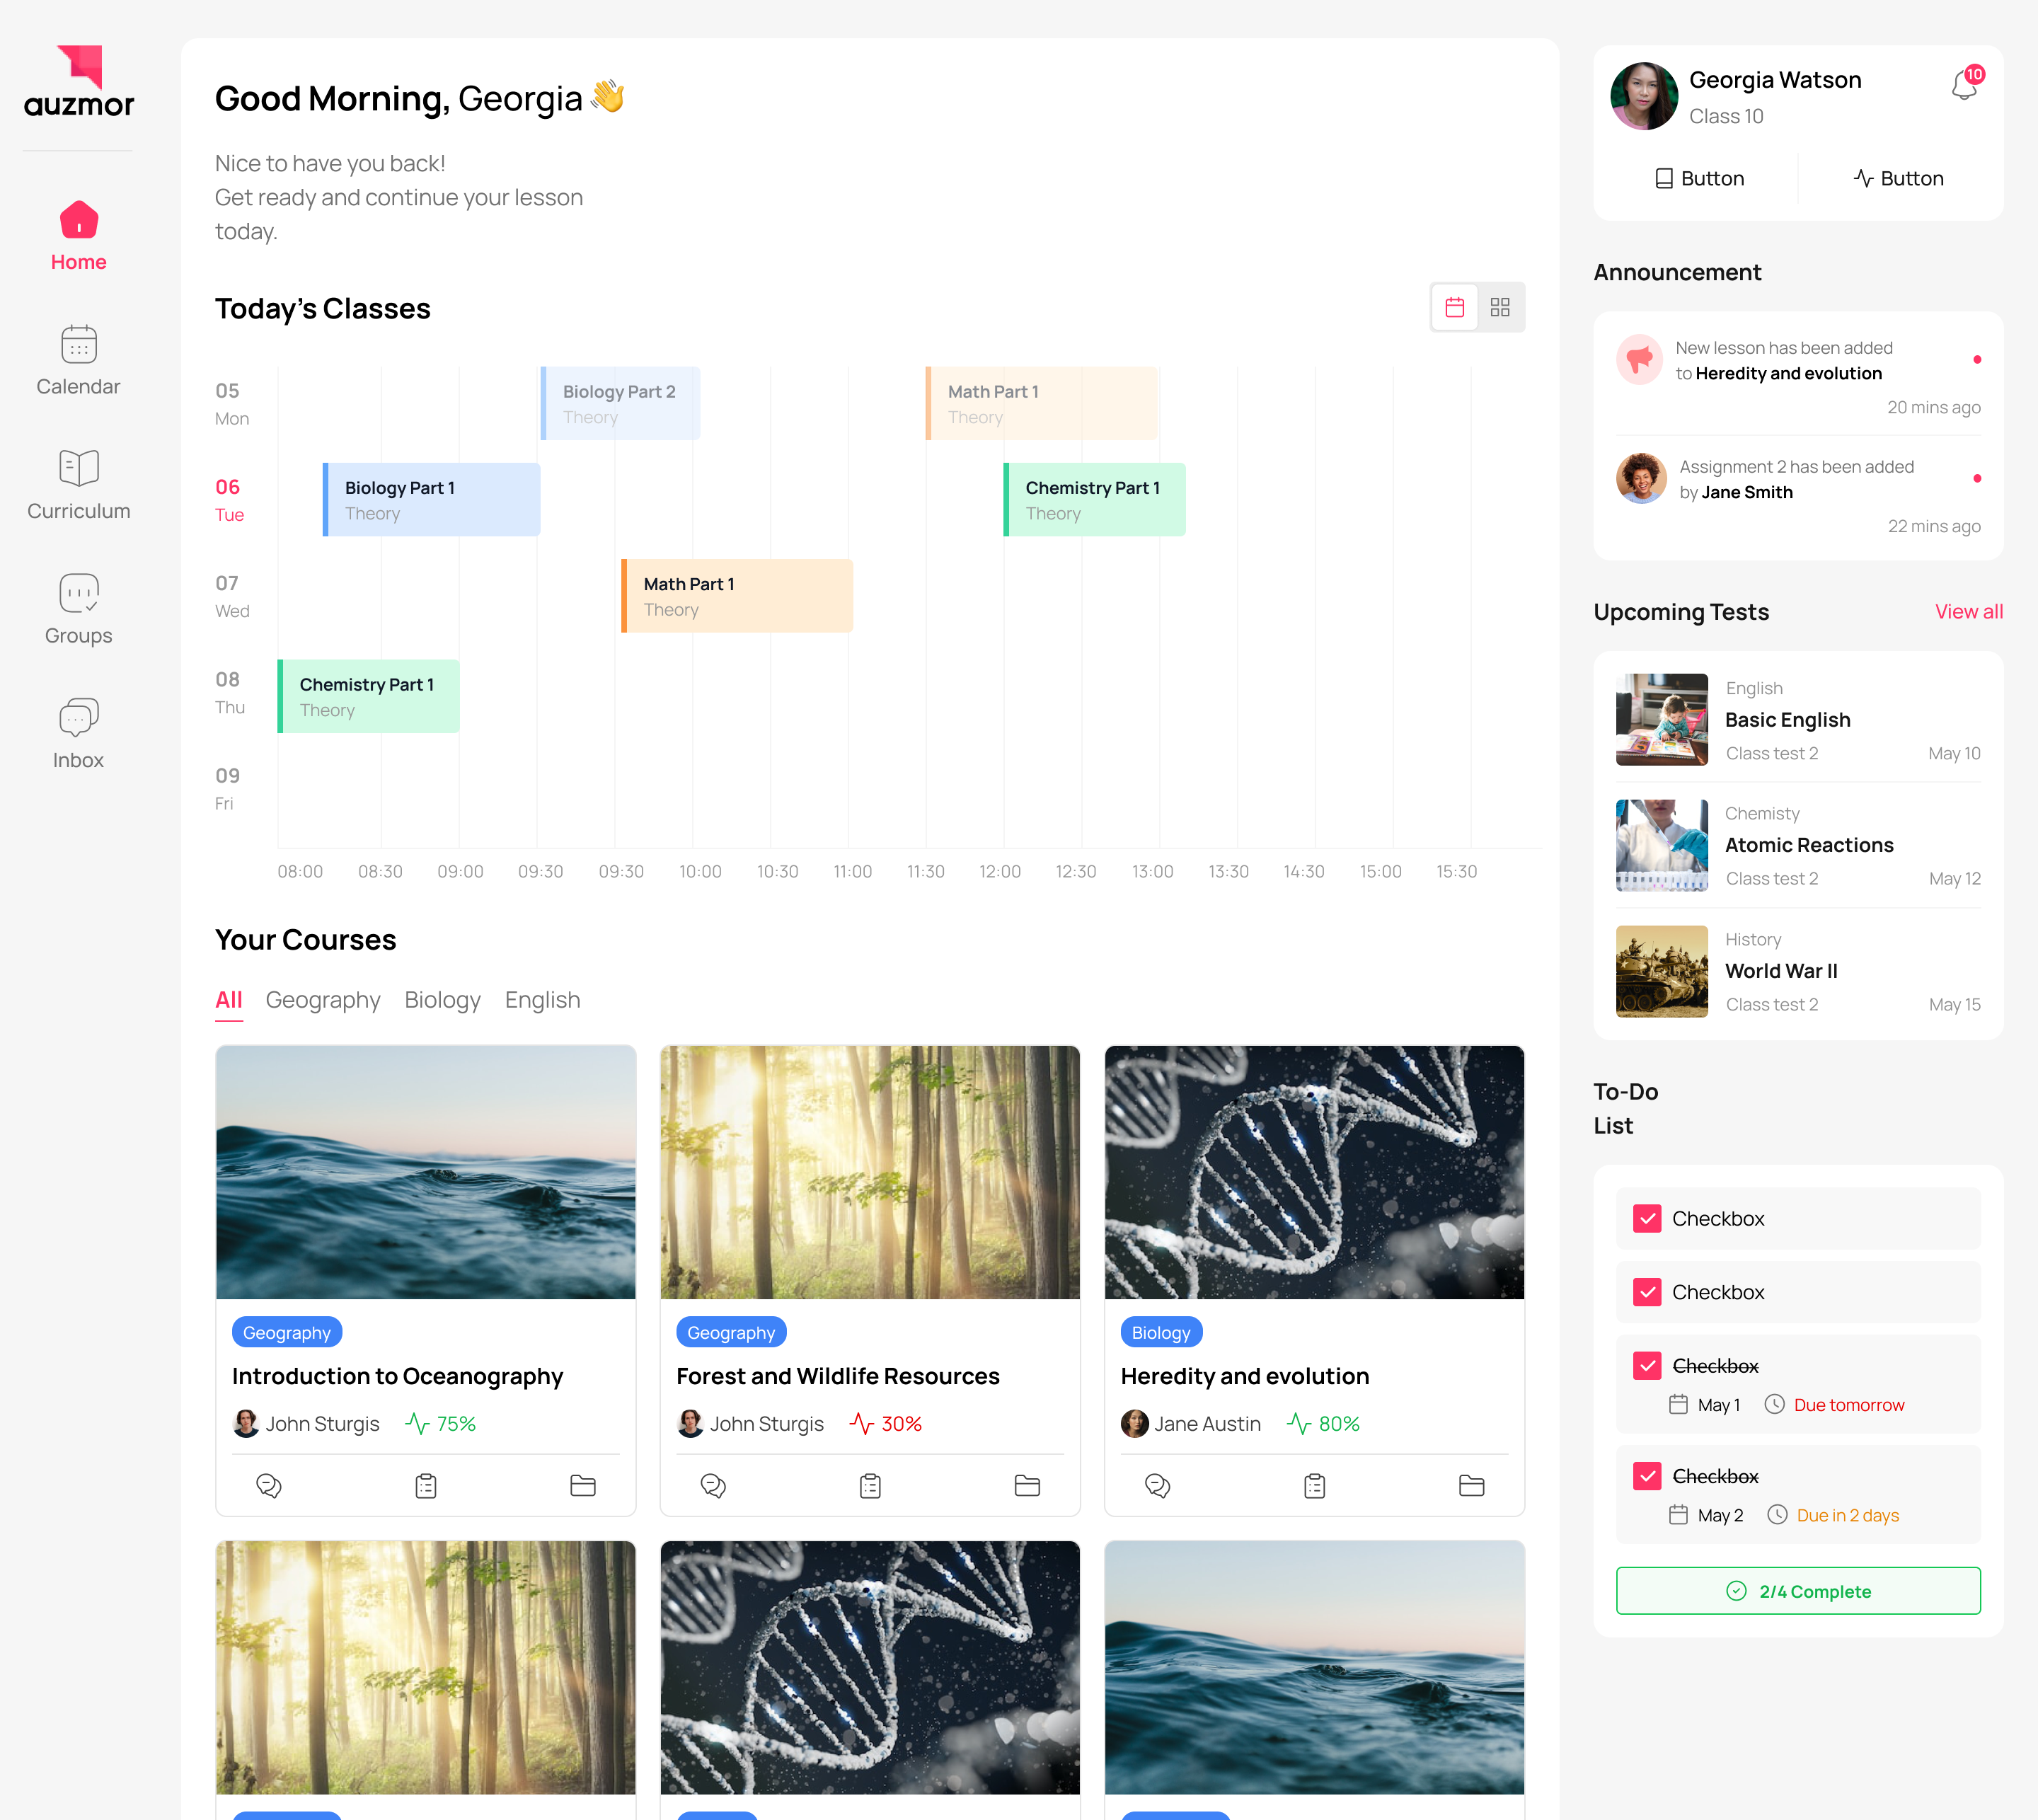 auzmor
Home
Calendar
Curriculum
Groups
Inbox
Good Morning, Georgia 👋
Nice to have you back!
Get ready and continue your lesson
today.
Today's Classes
05
Mon
Biology Part 2
Theory
Math Part 1
Theory
06
Tue
Biology Part 1
Theory
Chemistry Part 1
Theory
07
Wed
Math Part 1
Theory
08
Thu
Chemistry Part 1
Theory
09
Fri
08:00 08:30 09:00 09:30 09:30 10:00 10:30 11:00 11:30 12:00 12:30 13:00 13:30 14:30 15:00 15:30
Your Courses
All Geography Biology English
Geography
Introduction to Oceanography
John Sturgis 75%
Geography
Forest and Wildlife Resources
John Sturgis 30%
Biology
Heredity and evolution
Jane Austin 80%
Georgia Watson
Class 10
10
Button
Button
Announcement
New lesson has been added
to Heredity and evolution
20 mins ago
Assignment 2 has been added
by Jane Smith
22 mins ago
Upcoming Tests
View all
English
Basic English
Class test 2 May 10
Chemisty
Atomic Reactions
Class test 2 May 12
History
World War II
Class test 2 May 15
To-Do
List
Checkbox
Checkbox
Checkbox
May 1 Due tomorrow
Checkbox
May 2 Due in 2 days
2/4 Complete